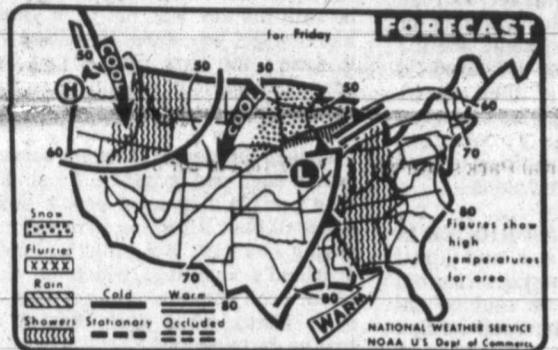 FORECAST
for Friday
50
COOL
H
50
COOL
50
50
60
60
70
80
L
Figures show
high
temperatures
for area
Snow
Flurries
XXXX
Rain
Showers
Cold
Warm
Stationary
Occluded
70
80
80
WARM
NATIONAL WEATHER SERVICE
NOAA U S Dept of Commerce